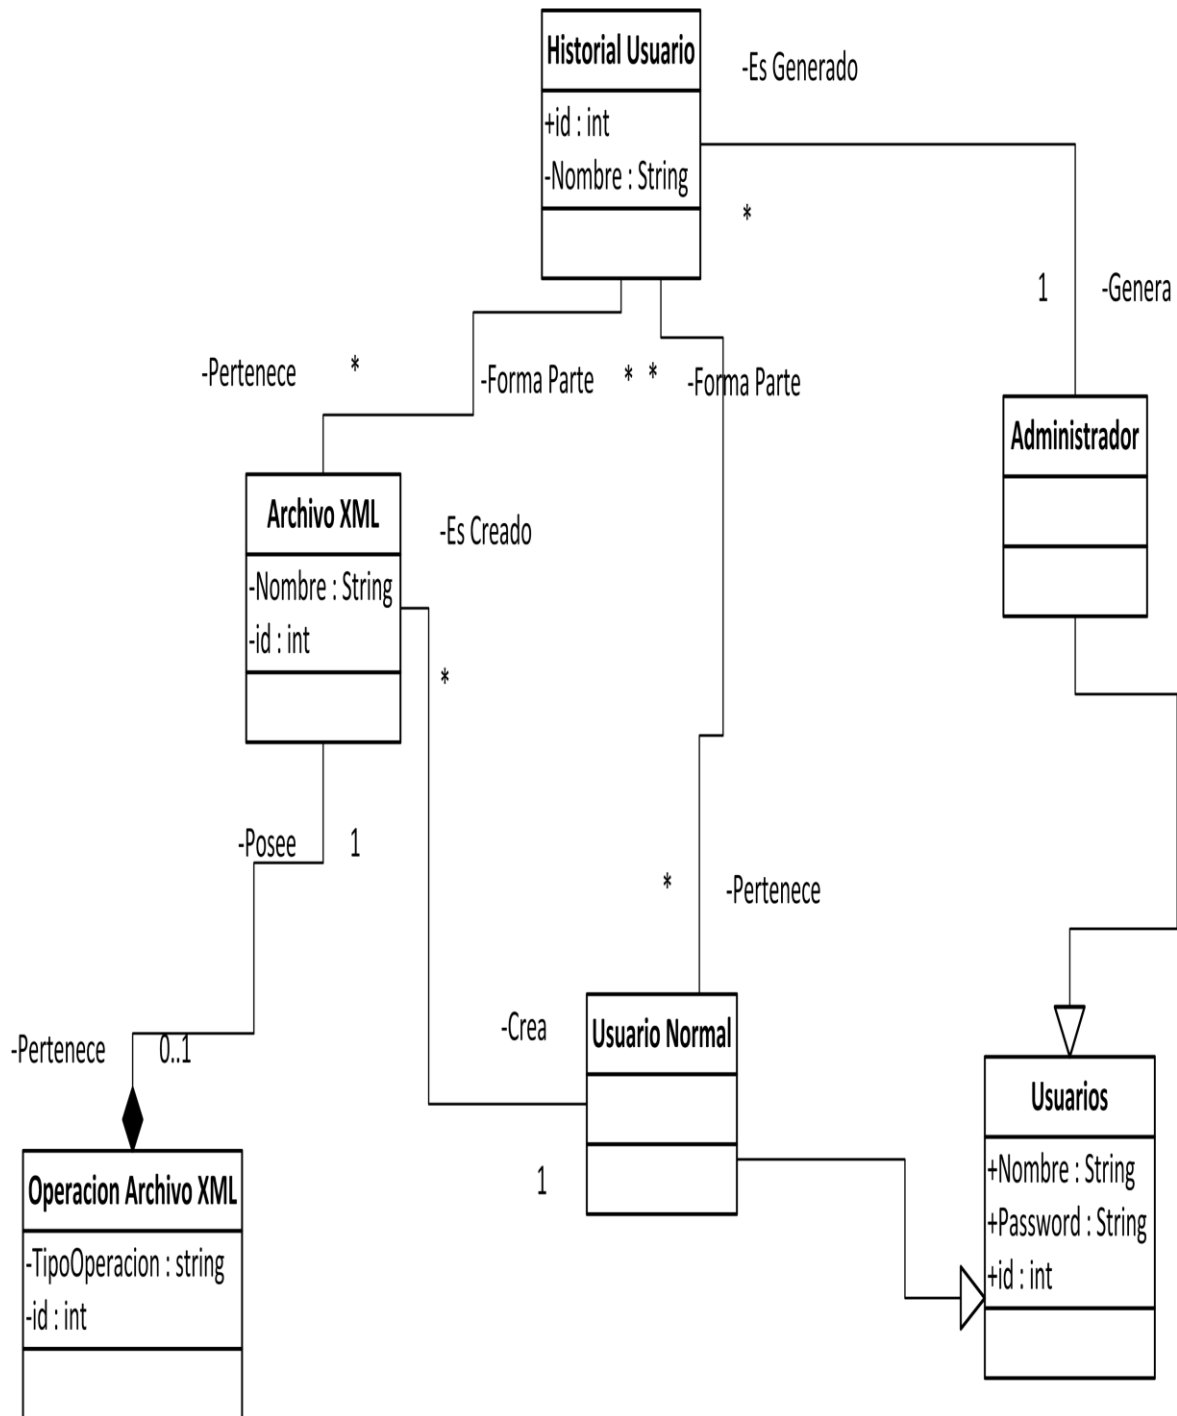 Historial Usuario
-Es Generado
+id : int
-Nombre : String
*
1
-Genera
-Pertenece
*
-Forma Parte
*
*
-Forma Parte
Administrador
Archivo XML
-Es Creado
-Nombre : String
-id : int
*
-Posee
1
*
-Pertenece
-Crea
Usuario Normal
-Pertenece
0..1
Usuarios
1
+Nombre : String
+Password : String
+id : int
Operacion Archivo XML
-TipoOperacion : string
-id : int